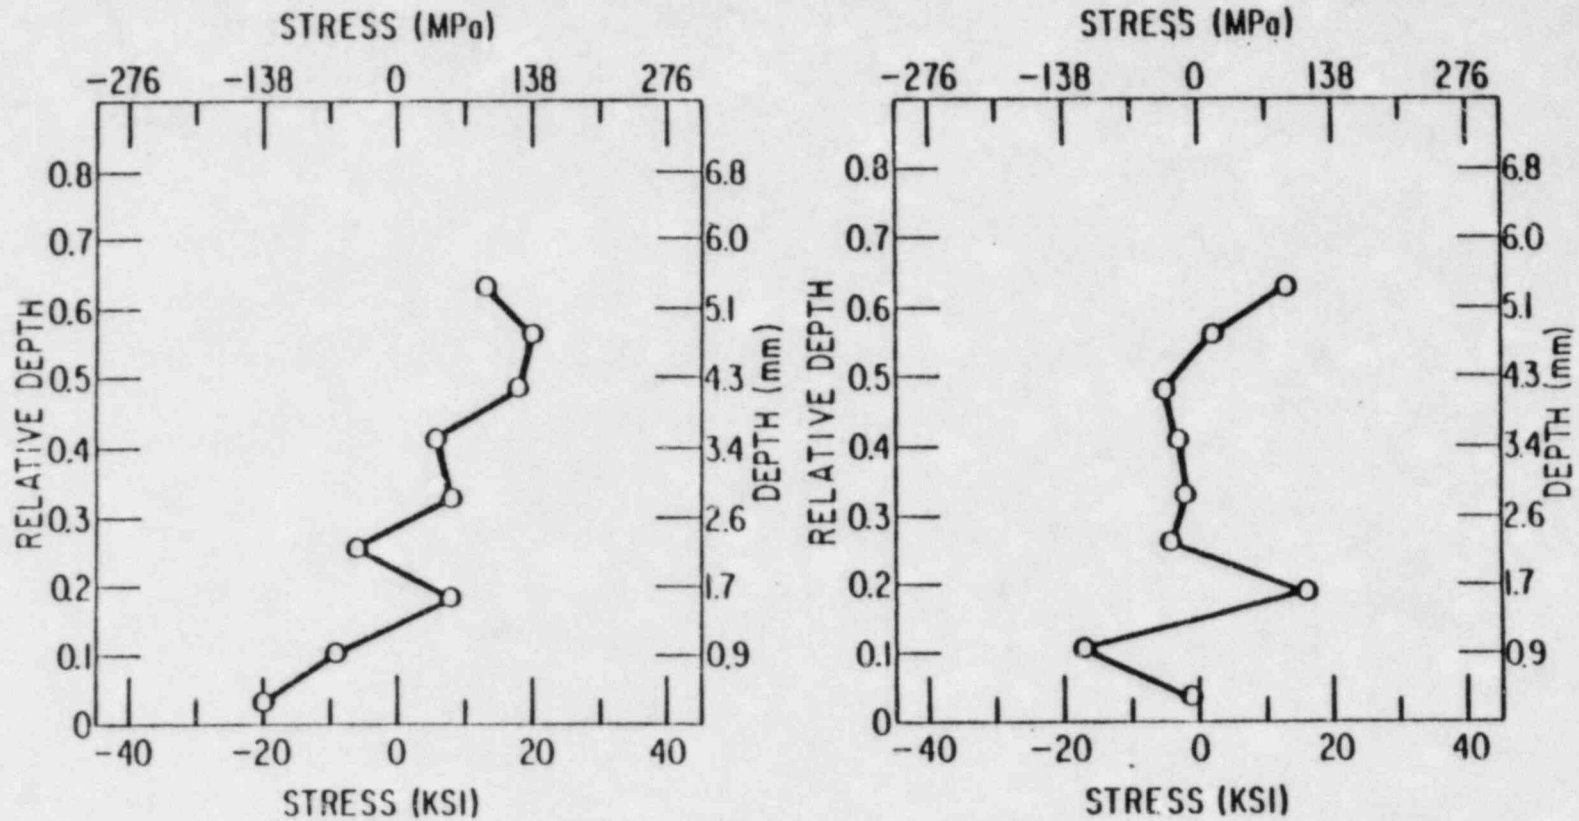 STRESS (MPa)
-276 -138 0 138 276
0.8
0.7
0.6
0.5
0.4
0.3
0.2
0.1
0
RELATIVE DEPTH
6.8
6.0
5.1
4.3
3.4
2.6
1.7
0.9
DEPTH (mm)
-40 -20 0 20 40
STRESS (KSI)
STRESS (MPa)
-276 -138 0 138 276
0.8
0.7
0.6
0.5
0.4
0.3
0.2
0.1
0
RELATIVE DEPTH
6.8
6.0
5.1
4.3
3.4
2.6
1.7
0.9
DEPTH (mm)
-40 -20 0 20 40
STRESS (KSI)